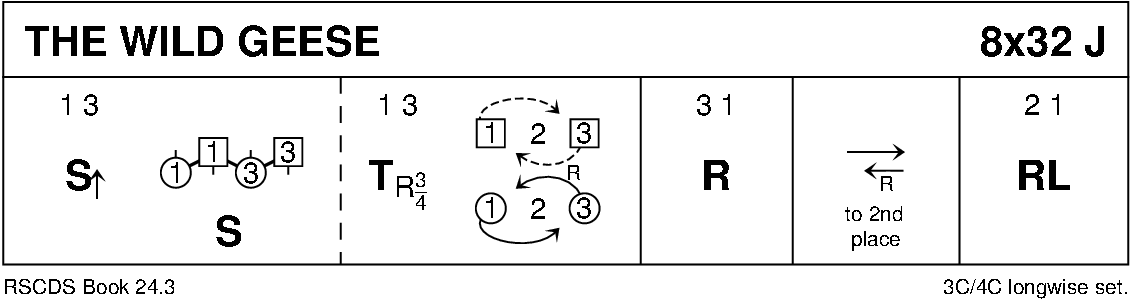 THE WILD GEESE 8x32 J
1 3 1 3 3 1 2 1
1 2 3
1 1 3 3
S T R 3/4 R R R RL
1 2 3
S to 2nd
place
RSCDS Book 24.3 3C/4C longwise set.